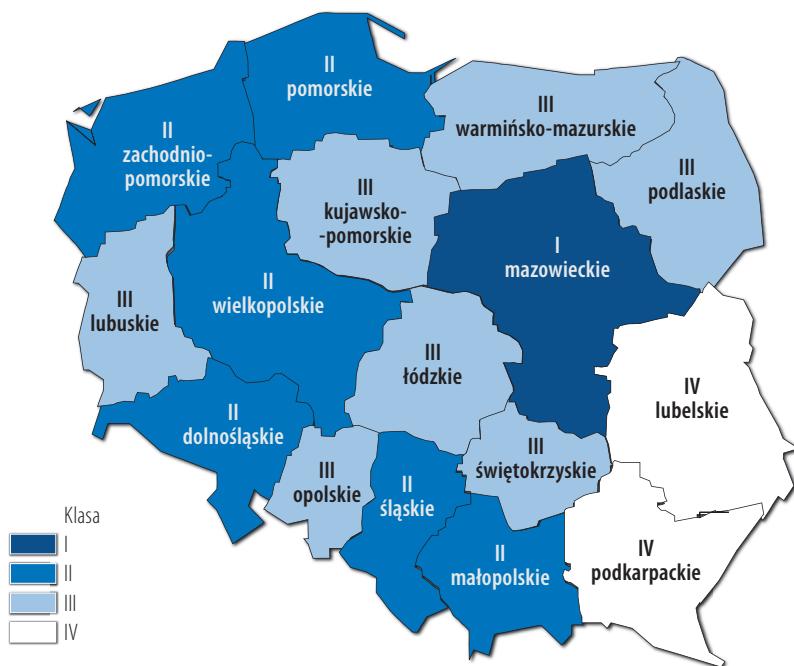 II
pomorskie
III
warmińsko-mazurskie
II
zachodnio-
pomorskie
III
podlaskie
III
kujawsko-
-pomorskie
I
mazowieckie
II
wielkopolskie
III
lubuskie
III
łódzkie
IV
lubelskie
II
dolnośląskie
III
świętokrzyskie
III
opolskie
II
śląskie
II
małopolskie
IV
podkarpackie
Klasa
I
II
III
IV